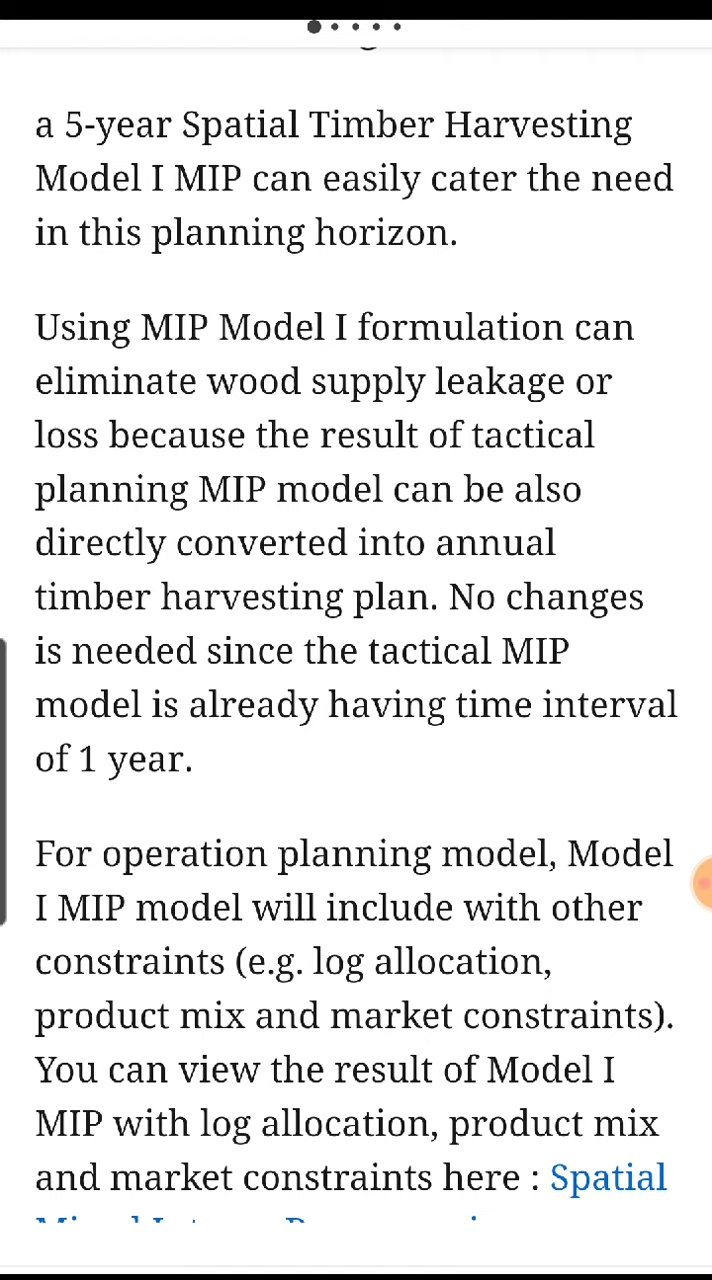 a 5-year Spatial Timber Harvesting
Model I MIP can easily cater the need
in this planning horizon.
Using MIP Model I formulation can
eliminate wood supply leakage or
loss because the result of tactical
planning MIP model can be also
directly converted into annual
timber harvesting plan. No changes
is needed since the tactical MIP
model is already having time interval
of 1 year.
For operation planning model, Model
I MIP model will include with other
constraints (e.g. log allocation,
product mix and market constraints).
You can view the result of Model I
MIP with log allocation, product mix
and market constraints here : Spatial